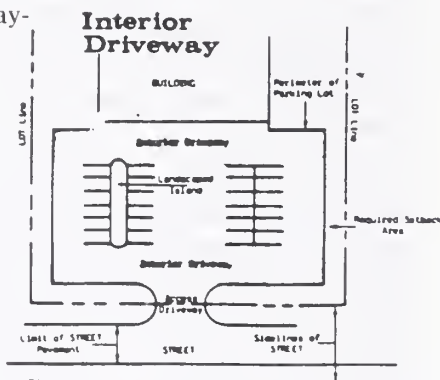 ay-
Interior
Driveway
BUILDING
Perimeter of
Parking Lot
LOT Line
LOT Line
Interior Driveway
Landscaped
Island
Required Setback
Area
Interior Driveway
Access
Driveway
Limit of STREET
Pavement
STREET
Sidelines of
STREET